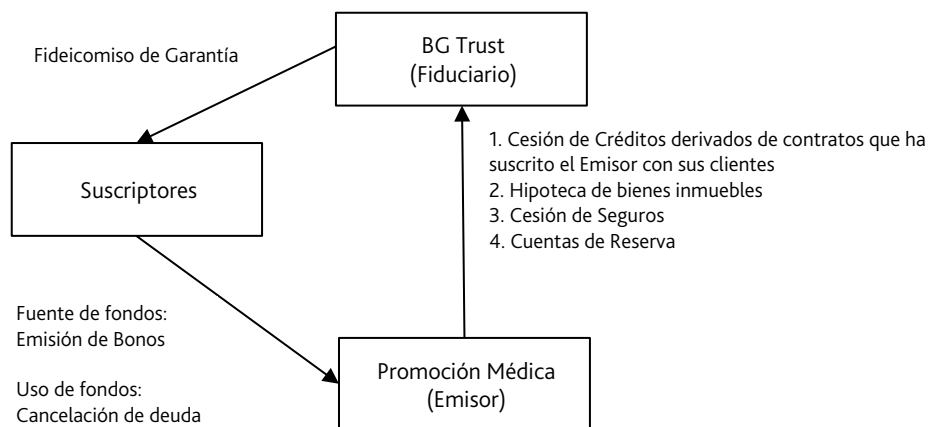 Fideicomiso de Garantía
BG Trust
(Fiduciario)
1. Cesión de Créditos derivados de contratos que ha
suscrito el Emisor con sus clientes
2. Hipoteca de bienes inmuebles
3. Cesión de Seguros
4. Cuentas de Reserva
Suscriptores
Fuente de fondos:
Emisión de Bonos
Uso de fondos:
Cancelación de deuda
Promoción Médica
(Emisor)